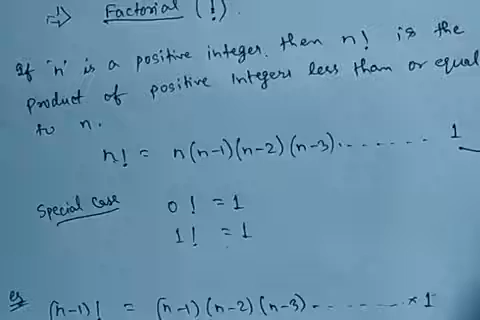 ⇒ Factorial (!).
If 'n' is a positive integer. then n! is the
product of positive Integers less than or equal
to n.
n! = n(n-1)(n-2)(n-3)........... 1
Special Case 0! = 1
1! = 1
eg (n-1)! = (n-1)(n-2)(n-3)........... × 1